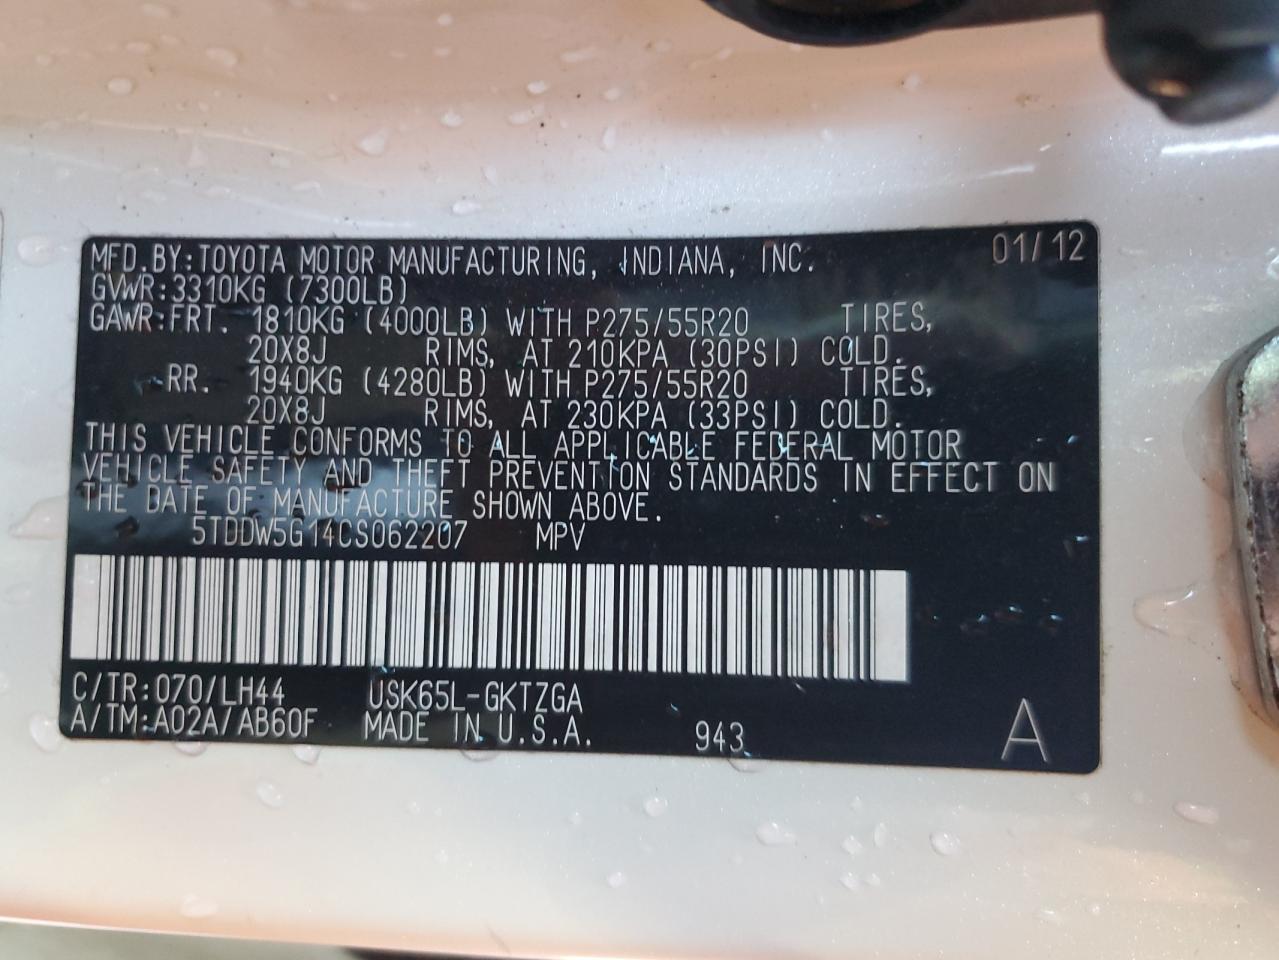 MFD.BY:TOYOTA MOTOR MANUFACTURING, INDIANA, INC. 01/12
GVWR:3310KG (7300LB)
GAWR:FRT. 1810KG (4000LB) WITH P275/55R20 TIRES,
20X8J RIMS, AT 210KPA (30PSI) COLD.
RR. 1940KG (4280LB) WITH P275/55R20 TIRES,
20X8J RIMS, AT 230KPA (33PSI) COLD.
THIS VEHICLE CONFORMS TO ALL APPLICABLE FEDERAL MOTOR
VEHICLE SAFETY AND THEFT PREVENTION STANDARDS IN EFFECT ON
THE DATE OF MANUFACTURE SHOWN ABOVE.
5TDDW5G14CS062207 MPV
C/TR:070/LH44 USK65L-GKTZGA
A/TM:A02A/AB60F MADE IN U.S.A. 943 A